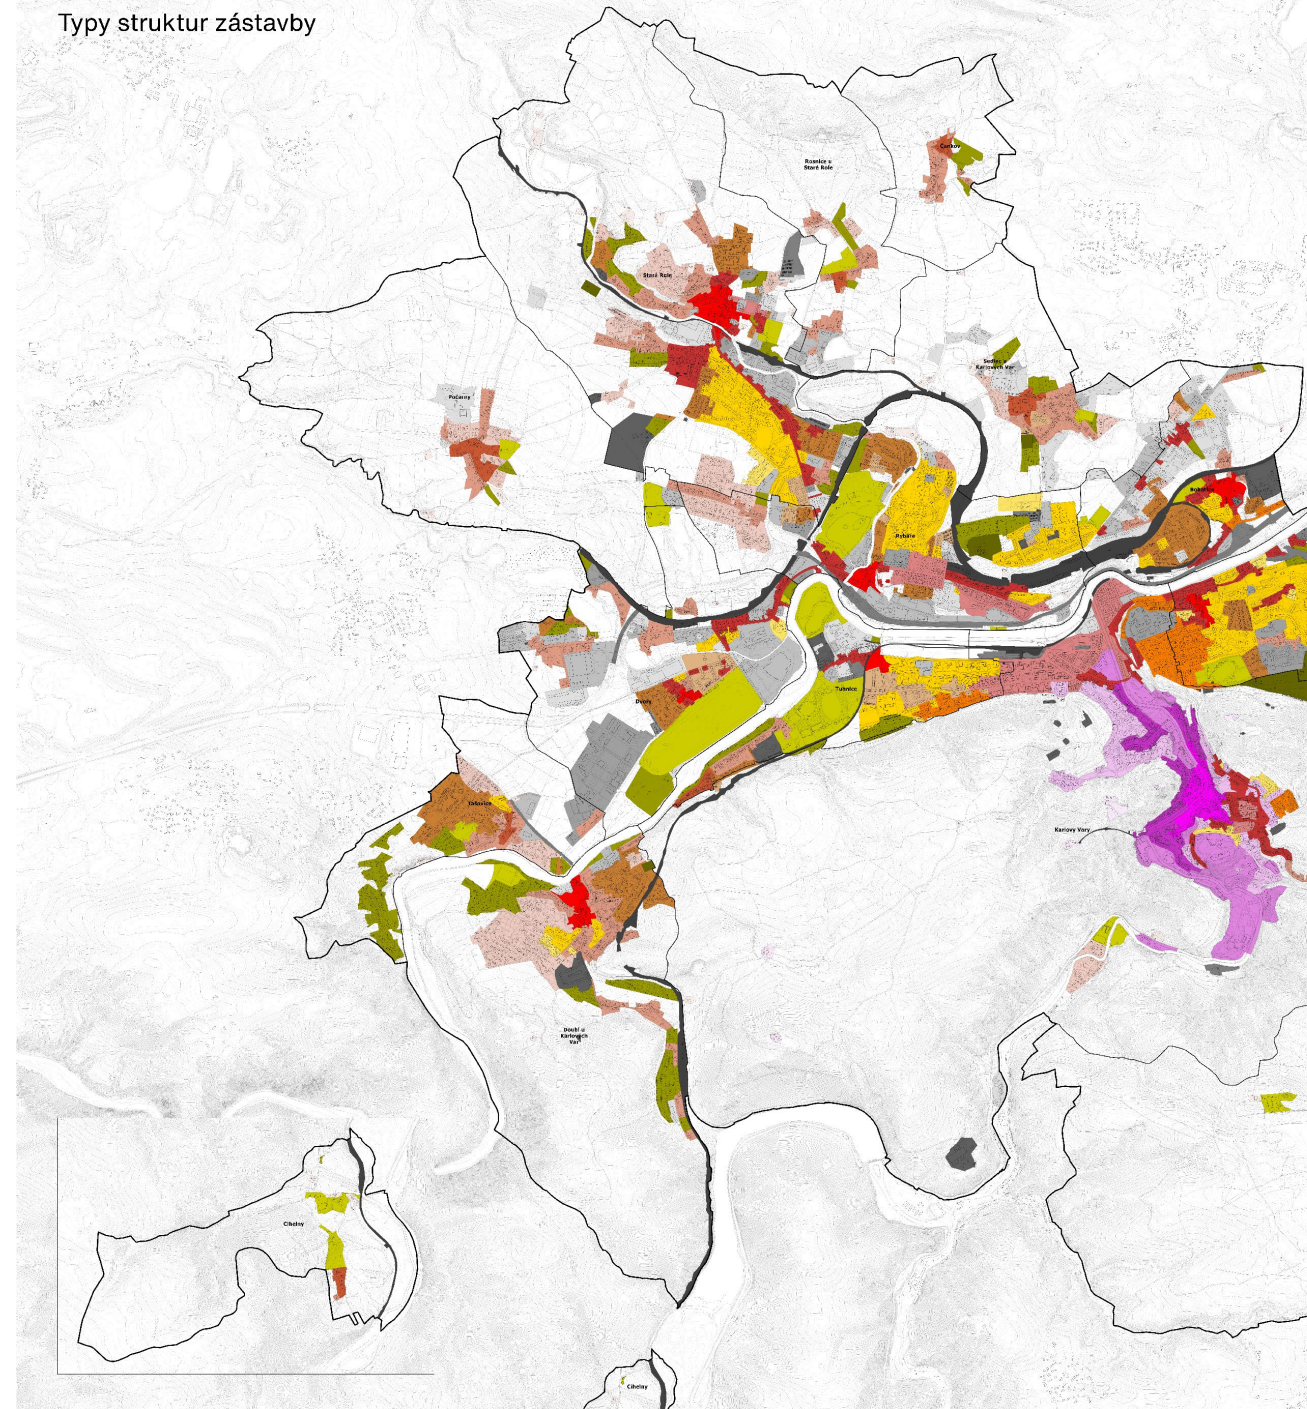 Typy struktur zástavby
Čankov
Rosnice u
Staré Role
Stará Role
Sedlec u
Karlových Var
Počerny
Bohatice
Rybáře
Dvory
Tuhnice
Tašovice
Karlovy Vary
Doubí u
Karlových
Var
Cihelny
Cihelny